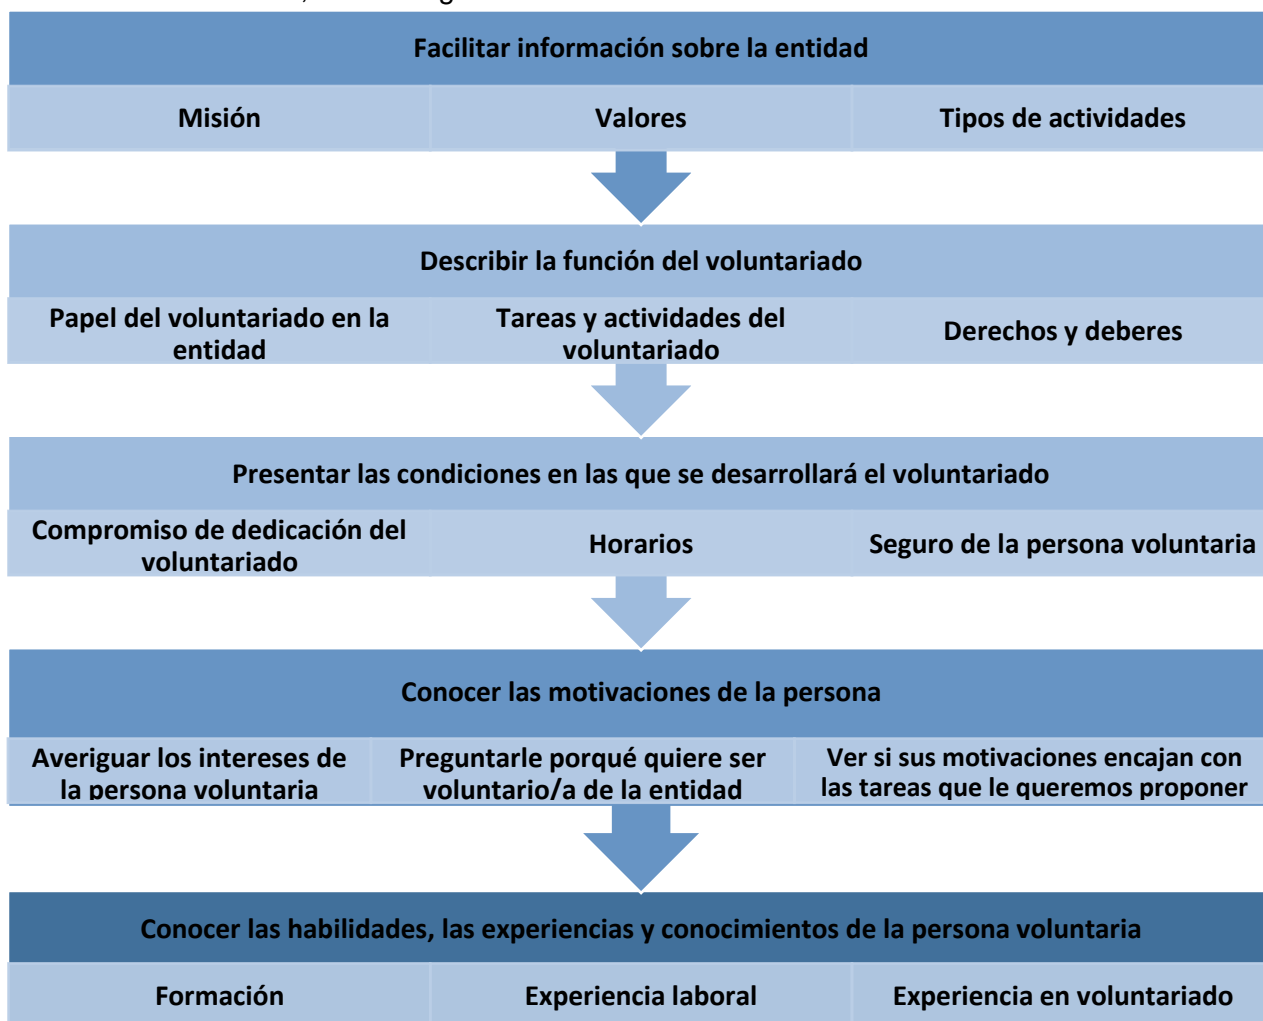 Facilitar información sobre la entidad
Misión
Valores
Tipos de actividades
Describir la función del voluntariado
Papel del voluntariado en la
entidad
Tareas y actividades del
voluntariado
Derechos y deberes
Presentar las condiciones en las que se desarrollará el voluntariado
Compromiso de dedicación del
voluntariado
Horarios
Seguro de la persona voluntaria
Conocer las motivaciones de la persona
Averiguar los intereses de
la persona voluntaria
Preguntarle porqué quiere ser
voluntario/a de la entidad
Ver si sus motivaciones encajan con
las tareas que le queremos proponer
Conocer las habilidades, las experiencias y conocimientos de la persona voluntaria
Formación
Experiencia laboral
Experiencia en voluntariado